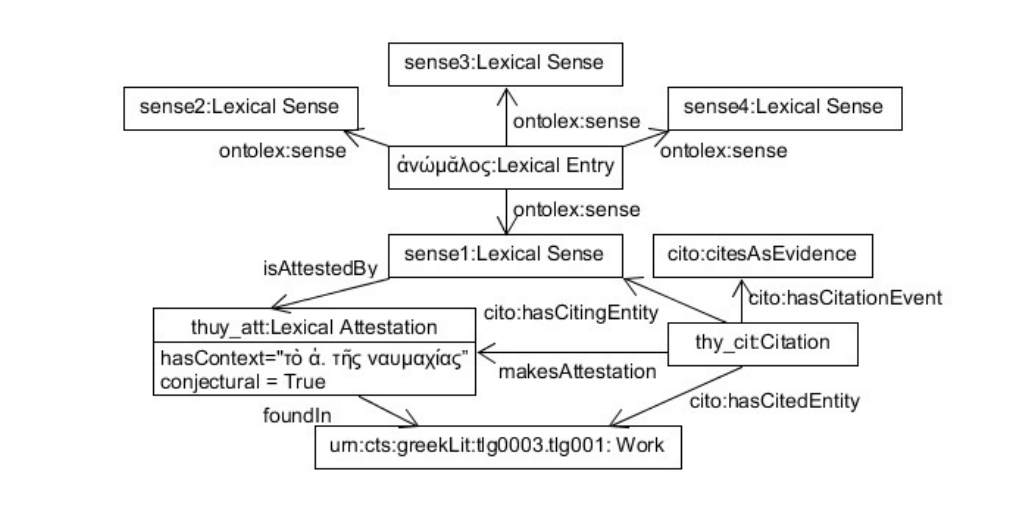 sense3:Lexical Sense
sense2:Lexical Sense
sense4:Lexical Sense
ontolex:sense
ontolex:sense
ontolex:sense
ἀνώμᾰλος:Lexical Entry
ontolex:sense
sense1:Lexical Sense
cito:citesAsEvidence
isAttestedBy
cito:hasCitationEvent
cito:hasCitingEntity
thuy_att:Lexical Attestation
thy_cit:Citation
hasContext="τὸ ἀ. τῆς ναυμαχίας”
conjectural = True
makesAttestation
foundIn
cito:hasCitedEntity
urn:cts:greekLit:tlg0003.tlg001: Work